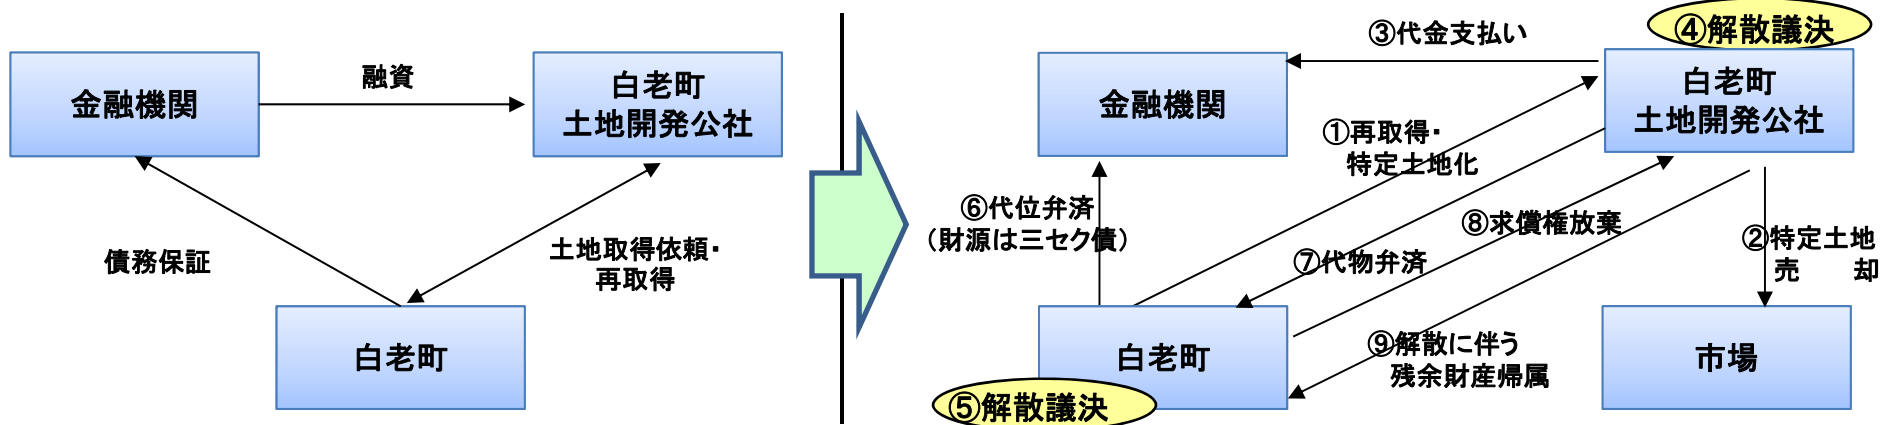 金融機関
融資
白老町
土地開発公社
債務保証
土地取得依頼・
再取得
白老町
③代金支払い
④解散議決
金融機関
白老町
土地開発公社
①再取得・
特定土地化
⑥代位弁済
（財源は三セク債）
⑧求償権放棄
②特定土地
売　　却
⑦代物弁済
白老町
⑨解散に伴う
残余財産帰属
市場
⑤解散議決